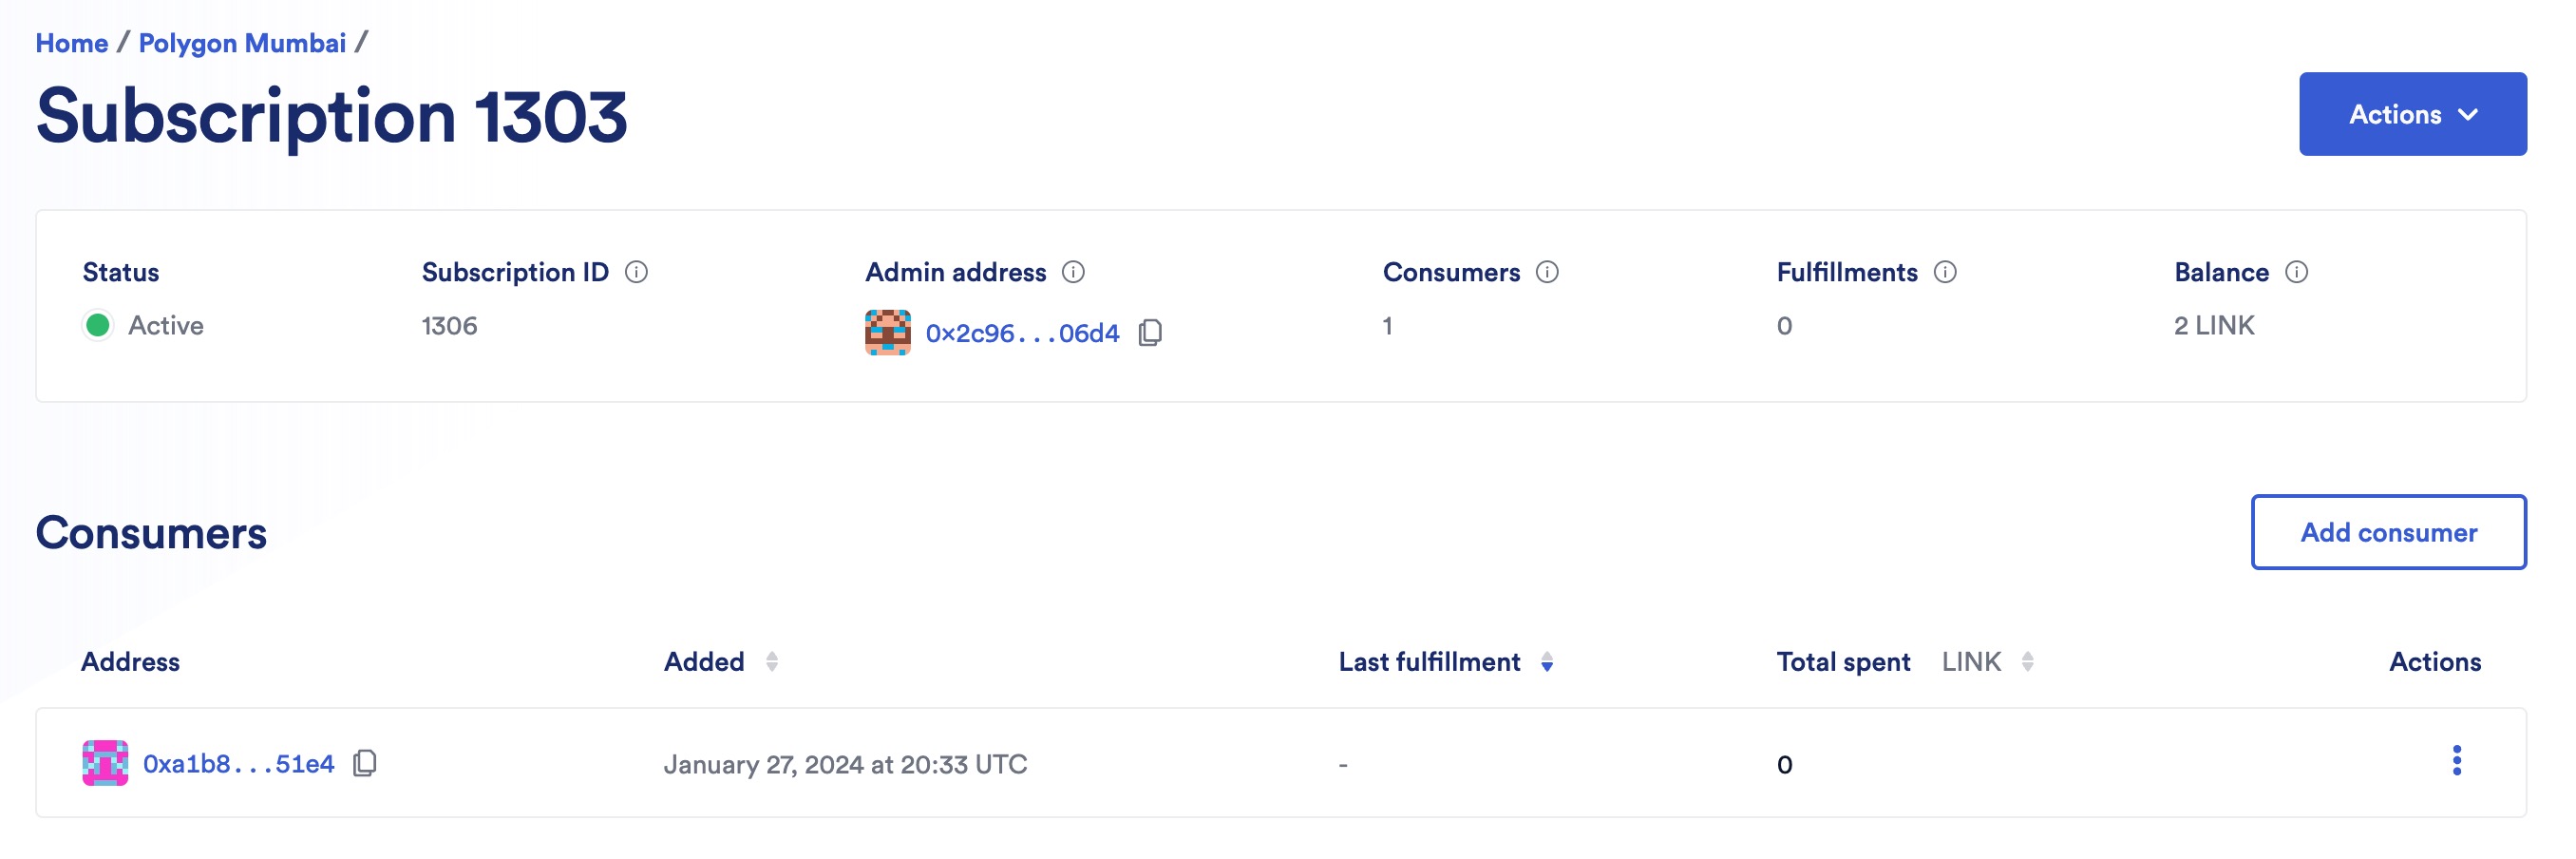 Home / Polygon Mumbai /
Subscription 1303
Actions
Status Subscription ID Admin address Consumers Fulfillments Balance
Active 1306 0x2c96...06d4 1 0 2 LINK
Consumers
Add consumer
Address Added Last fulfillment Total spent LINK Actions
0xa1b8...51e4 January 27, 2024 at 20:33 UTC - 0